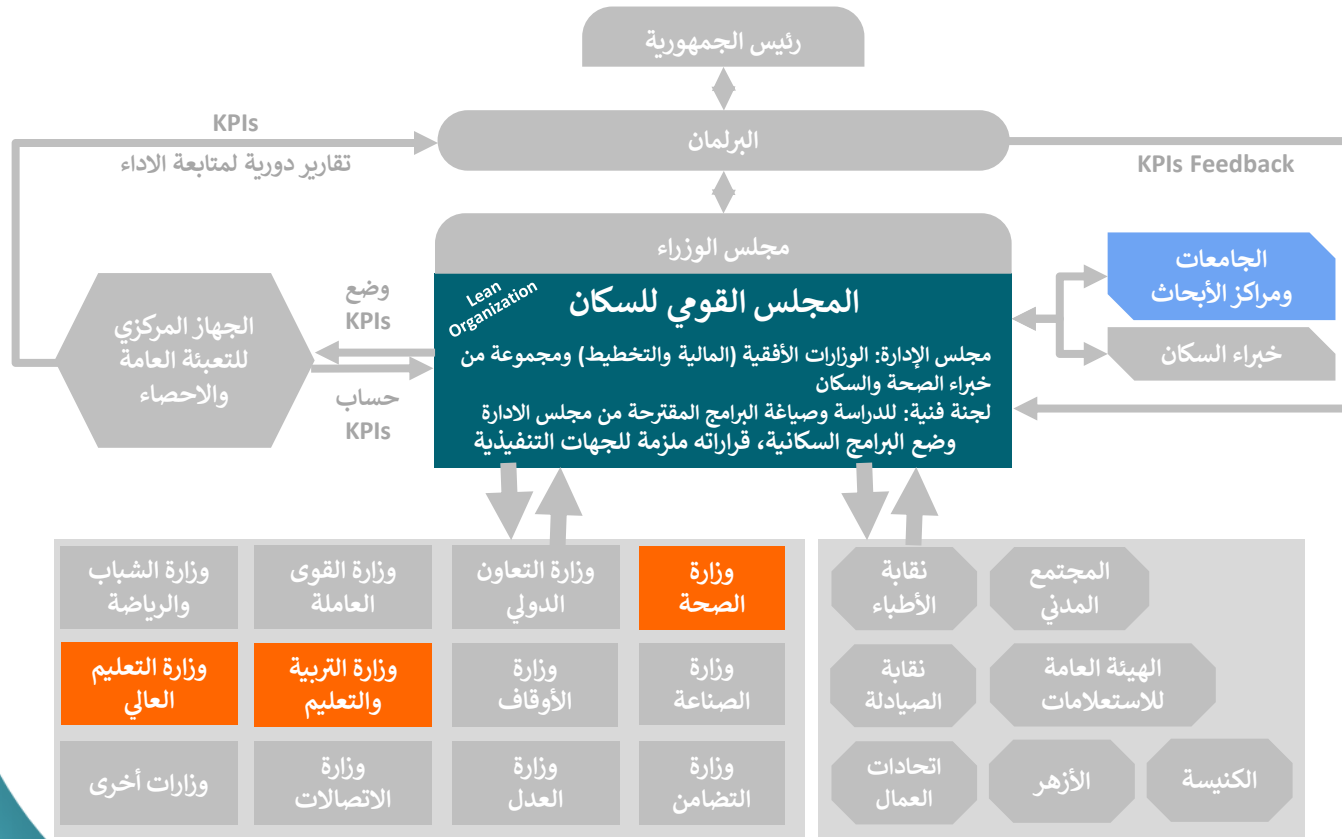 رئيس الجمهورية
KPIs
تقارير دورية لمتابعة الاداء
البرلمان
KPIs Feedback
مجلس الوزراء
Lean
Organization
المجلس القومي للسكان
مجلس الإدارة: الوزارات الأفقية (المالية والتخطيط) ومجموعة من
خبراء الصحة والسكان
لجنة فنية: للدراسة وصياغة البرامج المقترحة من مجلس الادارة
وضع البرامج السكانية، قراراته ملزمة للجهات التنفيذية
الجامعات
ومراكز الأبحاث
خبراء السكان
وضع
KPIs
حساب
KPIs
الجهاز المركزي
للتعبئة العامة
والاحصاء
المجتمع
المدني
نقابة
الأطباء
الهيئة العامة
للاستعلامات
نقابة
الصيادلة
الكنيسة
الأزهر
اتحادات
العمال
وزارة
الصحة
وزارة التعاون
الدولي
وزارة القوى
العاملة
وزارة الشباب
والرياضة
وزارة
الصناعة
وزارة
الأوقاف
وزارة التربية
والتعليم
وزارة التعليم
العالي
وزارة
التضامن
وزارة
العدل
وزارة
الاتصالات
وزارات أخرى